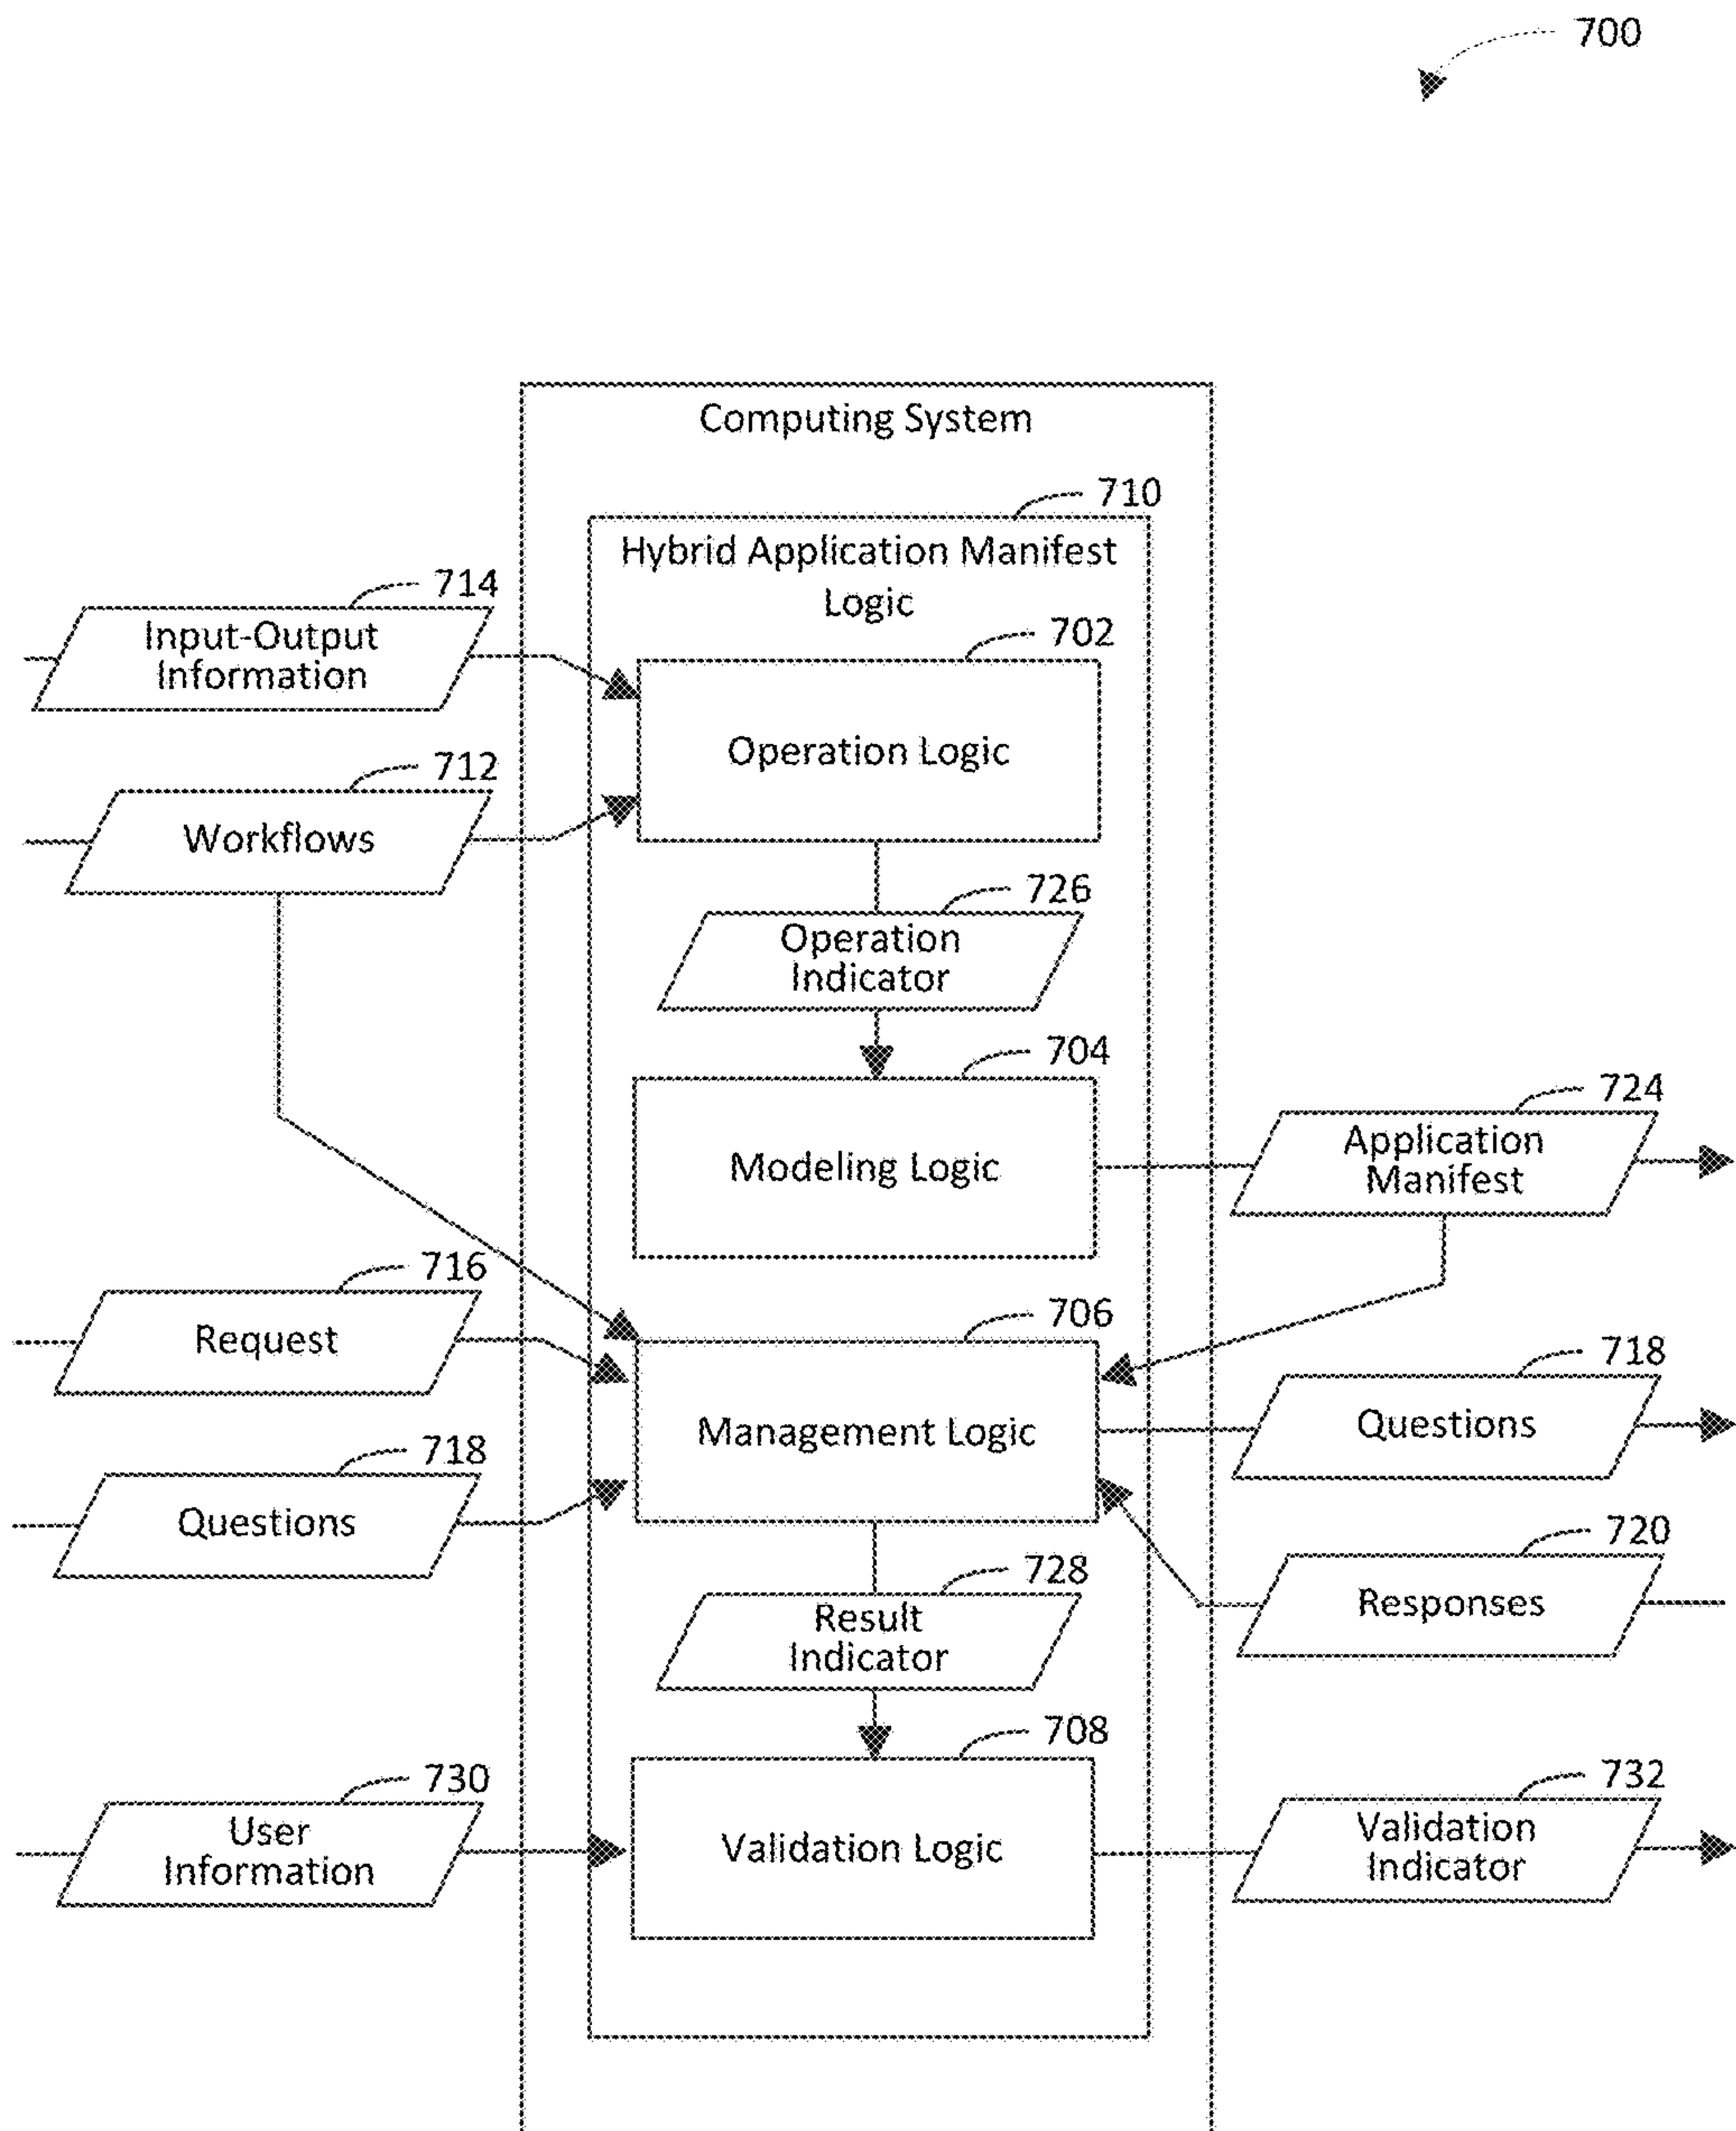 700
Computing System
710
Hybrid Application Manifest
Logic
714
Input-Output
Information
702
Operation Logic
712
Workflows
726
Operation
Indicator
704
Modeling Logic
724
Application
Manifest
716
Request
706
Management Logic
718
Questions
718
Questions
720
Responses
728
Result
Indicator
708
Validation Logic
730
User
Information
732
Validation
Indicator